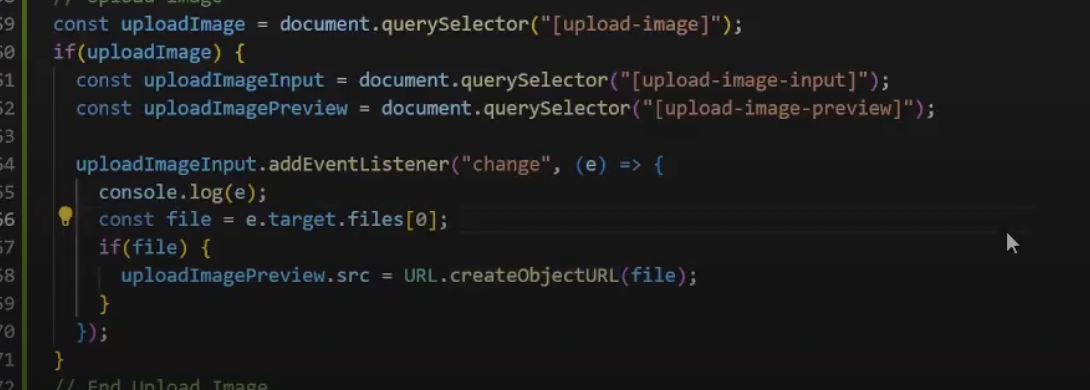 // Upload Image
59 const uploadImage = document.querySelector("[upload-image]");
60 if(uploadImage) {
61 const uploadImageInput = document.querySelector("[upload-image-input]");
62 const uploadImagePreview = document.querySelector("[upload-image-preview]");
63
64 uploadImageInput.addEventListener("change", (e) => {
65 console.log(e);
66 const file = e.target.files[0];
67 if(file) {
68 uploadImagePreview.src = URL.createObjectURL(file);
69 }
70 });
71 }
72 // End Upload Image